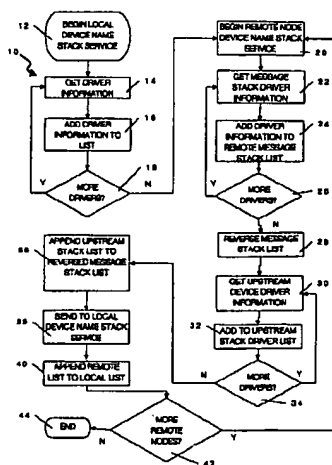 BEGIN LOCAL
DEVICE NAME
STACK SERVICE
12
10
GET DRIVER
INFORMATION
14
ADD DRIVER
INFORMATION TO
LIST
16
MORE
DRIVERS?
18
Y
N
BEGIN REMOTE NODE
DEVICE NAME STACK
SERVICE
20
GET MESSAGE
STACK DRIVER
INFORMATION
22
ADD DRIVER
INFORMATION TO
REMOTE MESSAGE
STACK LIST
24
MORE
DRIVERS?
26
Y
N
REVERSE MESSAGE
STACK LIST
28
GET UPSTREAM
DEVICE DRIVER
INFORMATION
30
32
ADD TO UPSTREAM
STACK DRIVER LIST
MORE
DRIVERS?
34
N
Y
APPEND UPSTREAM
STACK LIST TO
REVERSED MESSAGE
STACK LIST
SEND TO LOCAL
DEVICE NAME STACK
SERVICE
40
APPEND REMOTE
LIST TO LOCAL LIST
44
END
N
MORE
REMOTE
NODES?
Y
42